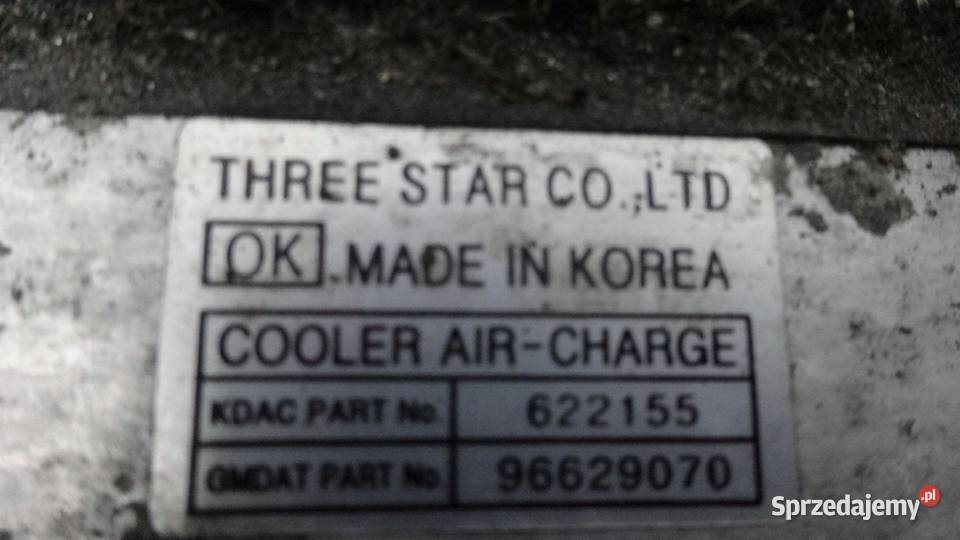 THREE STAR CO.,LTD
OK MADE IN KOREA
COOLER AIR-CHARGE
KDAC PART No. 622155
GMDAT PART No. 96629070
Sprzedajemy.pl